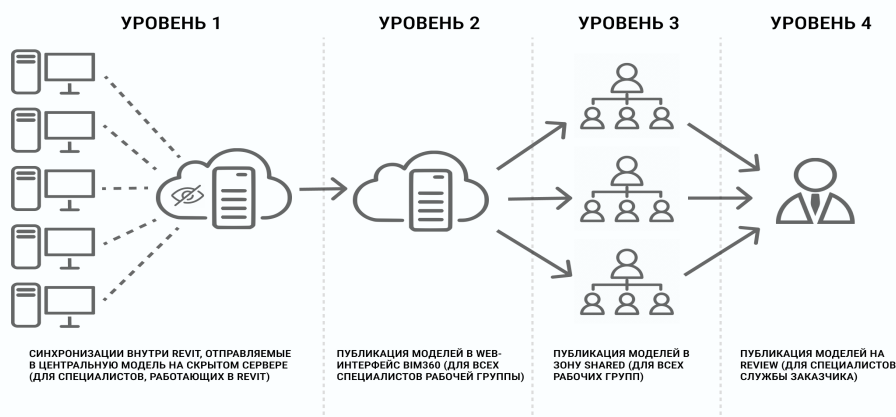 УРОВЕНЬ 1
УРОВЕНЬ 2
УРОВЕНЬ 3
УРОВЕНЬ 4
СИНХРОНИЗАЦИИ ВНУТРИ REVIT, ОТПРАВЛЯЕМЫЕ
В ЦЕНТРАЛЬНУЮ МОДЕЛЬ НА СКРЫТОМ СЕРВЕРЕ
(ДЛЯ СПЕЦИАЛИСТОВ, РАБОТАЮЩИХ В REVIT)
ПУБЛИКАЦИЯ МОДЕЛЕЙ В WEB-
ИНТЕРФЕЙС BIM360 (ДЛЯ ВСЕХ
СПЕЦИАЛИСТОВ РАБОЧЕЙ ГРУППЫ)
ПУБЛИКАЦИЯ МОДЕЛЕЙ В
ЗОНУ SHARED (ДЛЯ ВСЕХ
РАБОЧИХ ГРУПП)
ПУБЛИКАЦИЯ МОДЕЛЕЙ НА
REVIEW (ДЛЯ СПЕЦИАЛИСТОВ
СЛУЖБЫ ЗАКАЗЧИКА)